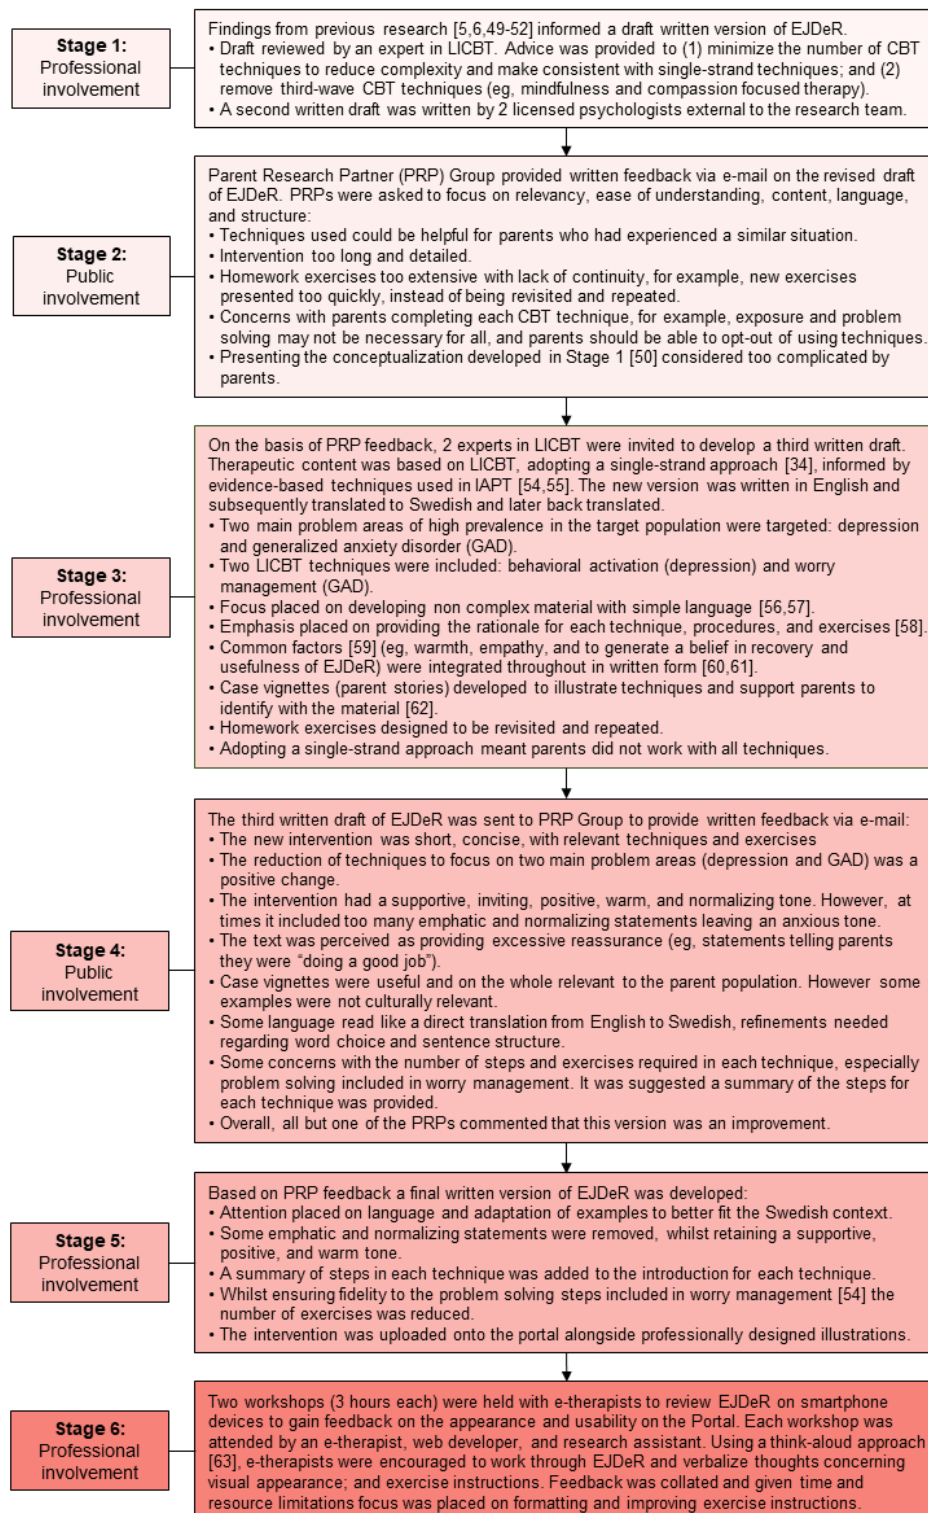 Stage 1:
Professional
involvement
Findings from previous research [5,6,49-52] informed a draft written version of EJDeR.
• Draft reviewed by an expert in LICBT. Advice was provided to (1) minimize the number of CBT
techniques to reduce complexity and make consistent with single-strand techniques; and (2)
remove third-wave CBT techniques (eg, mindfulness and compassion focused therapy).
• A second written draft was written by 2 licensed psychologists external to the research team.
Stage 2:
Public
involvement
Parent Research Partner (PRP) Group provided written feedback via e-mail on the revised draft
of EJDeR. PRPs were asked to focus on relevancy, ease of understanding, content, language,
and structure:
• Techniques used could be helpful for parents who had experienced a similar situation.
• Intervention too long and detailed.
• Homework exercises too extensive with lack of continuity, for example, new exercises
presented too quickly, instead of being revisited and repeated.
• Concerns with parents completing each CBT technique, for example, exposure and problem
solving may not be necessary for all, and parents should be able to opt-out of using techniques.
• Presenting the conceptualization developed in Stage 1 [50] considered too complicated by
parents.
Stage 3:
Professional
involvement
On the basis of PRP feedback, 2 experts in LICBT were invited to develop a third written draft.
Therapeutic content was based on LICBT, adopting a single-strand approach [34], informed by
evidence-based techniques used in IAPT [54,55]. The new version was written in English and
subsequently translated to Swedish and later back translated.
• Two main problem areas of high prevalence in the target population were targeted: depression
and generalized anxiety disorder (GAD).
• Two LICBT techniques were included: behavioral activation (depression) and worry
management (GAD).
• Focus placed on developing non complex material with simple language [56,57].
• Emphasis placed on providing the rationale for each technique, procedures, and exercises [58].
• Common factors [59] (eg, warmth, empathy, and to generate a belief in recovery and
usefulness of EJDeR) were integrated throughout in written form [60,61].
• Case vignettes (parent stories) developed to illustrate techniques and support parents to
identify with the material [62].
• Homework exercises designed to be revisited and repeated.
• Adopting a single-strand approach meant parents did not work with all techniques.
Stage 4:
Public
involvement
The third written draft of EJDeR was sent to PRP Group to provide written feedback via e-mail:
• The new intervention was short, concise, with relevant techniques and exercises
• The reduction of techniques to focus on two main problem areas (depression and GAD) was a
positive change.
• The intervention had a supportive, inviting, positive, warm, and normalizing tone. However, at
times it included too many emphatic and normalizing statements leaving an anxious tone.
• The text was perceived as providing excessive reassurance (eg, statements telling parents
they were “doing a good job”).
• Case vignettes were useful and on the whole relevant to the parent population. However some
examples were not culturally relevant.
• Some language read like a direct translation from English to Swedish, refinements needed
regarding word choice and sentence structure.
• Some concerns with the number of steps and exercises required in each technique, especially
problem solving included in worry management. It was suggested a summary of the steps for
each technique was provided.
• Overall, all but one of the PRPs commented that this version was an improvement.
Stage 5:
Professional
involvement
Based on PRP feedback a final written version of EJDeR was developed:
• Attention placed on language and adaptation of examples to better fit the Swedish context.
• Some emphatic and normalizing statements were removed, whilst retaining a supportive,
positive, and warm tone.
• A summary of steps in each technique was added to the introduction for each technique.
• Whilst ensuring fidelity to the problem solving steps included in worry management [54] the
number of exercises was reduced.
• The intervention was uploaded onto the portal alongside professionally designed illustrations.
Stage 6:
Professional
involvement
Two workshops (3 hours each) were held with e-therapists to review EJDeR on smartphone
devices to gain feedback on the appearance and usability on the Portal. Each workshop was
attended by an e-therapist, web developer, and research assistant. Using a think-aloud approach
[63], e-therapists were encouraged to work through EJDeR and verbalize thoughts concerning
visual appearance; and exercise instructions. Feedback was collated and given time and
resource limitations focus was placed on formatting and improving exercise instructions.